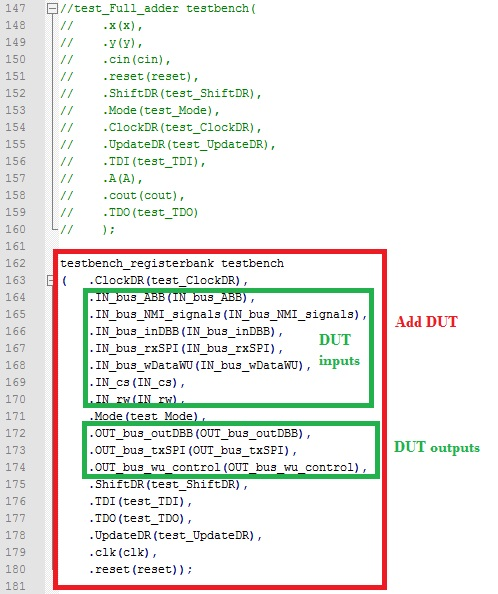 147 //test_Full_adder testbench(
148 //    .x(x),
149 //    .y(y),
150 //    .cin(cin),
151 //    .reset(reset),
152 //    .ShiftDR(test_ShiftDR),
153 //    .Mode(test_Mode),
154 //    .ClockDR(test_ClockDR),
155 //    .UpdateDR(test_UpdateDR),
156 //    .TDI(test_TDI),
157 //    .A(A),
158 //    .cout(cout),
159 //    .TDO(test_TDO)
160 //    );
161
162 testbench_registerbank testbench
163 (   .ClockDR(test_ClockDR),
164     .IN_bus_ABB(IN_bus_ABB),
165     .IN_bus_NMI_signals(IN_bus_NMI_signals),
Add DUT
166     .IN_bus_inDBB(IN_bus_inDBB),
167     .IN_bus_rxSPI(IN_bus_rxSPI),
168     .IN_bus_wDataWU(IN_bus_wDataWU),
169     .IN_cs(IN_cs),
170     .IN_rw(IN_rw),
DUT
inputs
171     .Mode(test_Mode),
172     .OUT_bus_outDBB(OUT_bus_outDBB),
173     .OUT_bus_txSPI(OUT_bus_txSPI),
174     .OUT_bus_wu_control(OUT_bus_wu_control),
DUT outputs
175     .ShiftDR(test_ShiftDR),
176     .TDI(test_TDI),
177     .TDO(test_TDO),
178     .UpdateDR(test_UpdateDR),
179     .clk(clk),
180     .reset(reset));
181